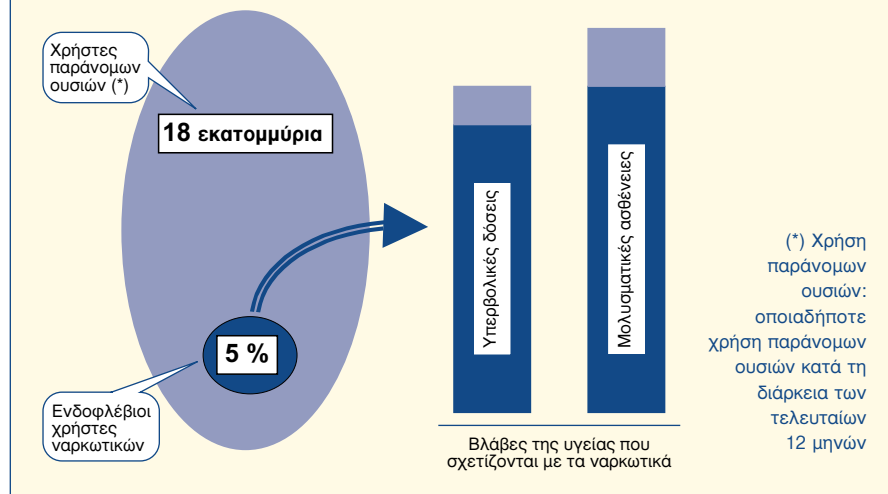 Χρήστες
παράνομων
ουσιών (*)
18 εκατομμύρια
5 %
Ενδοφλέβιοι
χρήστες
ναρκωτικών
Υπερβολικές δόσεις
Μολυσματικές ασθένειες
Βλάβες της υγείας που
σχετίζονται με τα ναρκωτικά
(*) Χρήση
παράνομων
ουσιών:
οποιαδήποτε
χρήση παράνομων
ουσιών κατά τη
διάρκεια των
τελευταίων
12 μηνών